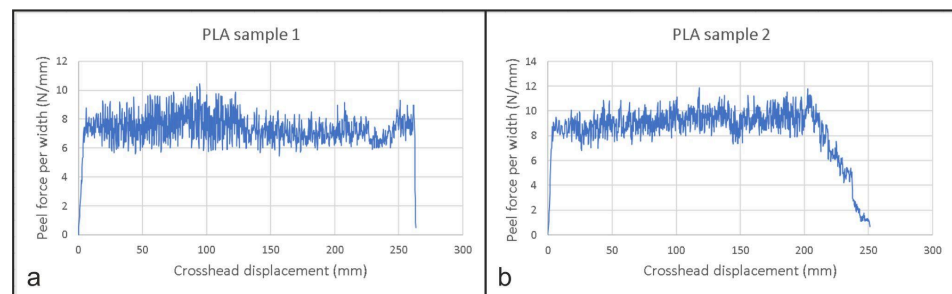 PLA sample 1
Peel force per width (N/mm)
12
10
8
6
4
2
0
0 50 100 150 200 250 300
Crosshead displacement (mm)
a
PLA sample 2
Peel force per width (N/mm)
14
12
10
8
6
4
2
0
0 50 100 150 200 250 300
Crosshead displacement (mm)
b